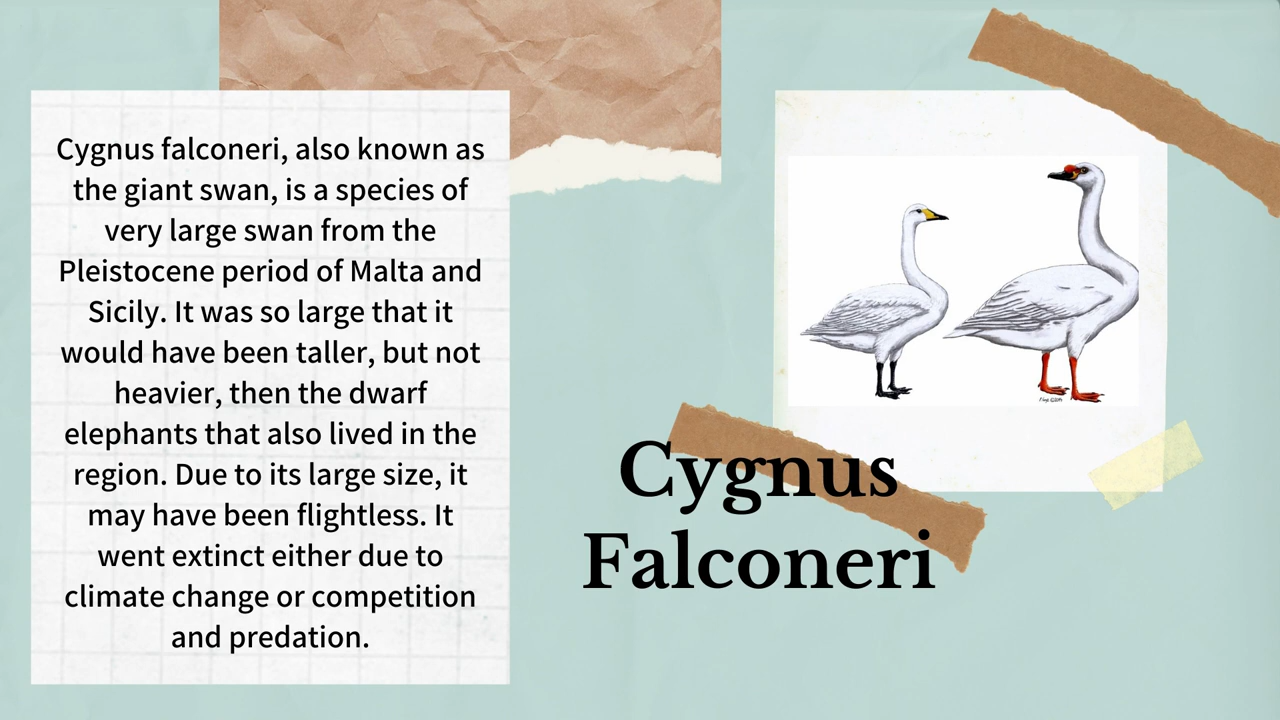 Cygnus falconeri, also known as
the giant swan, is a species of
very large swan from the
Pleistocene period of Malta and
Sicily. It was so large that it
would have been taller, but not
heavier, then the dwarf
elephants that also lived in the
region. Due to its large size, it
may have been flightless. It
went extinct either due to
climate change or competition
and predation.
Cygnus
Falconeri